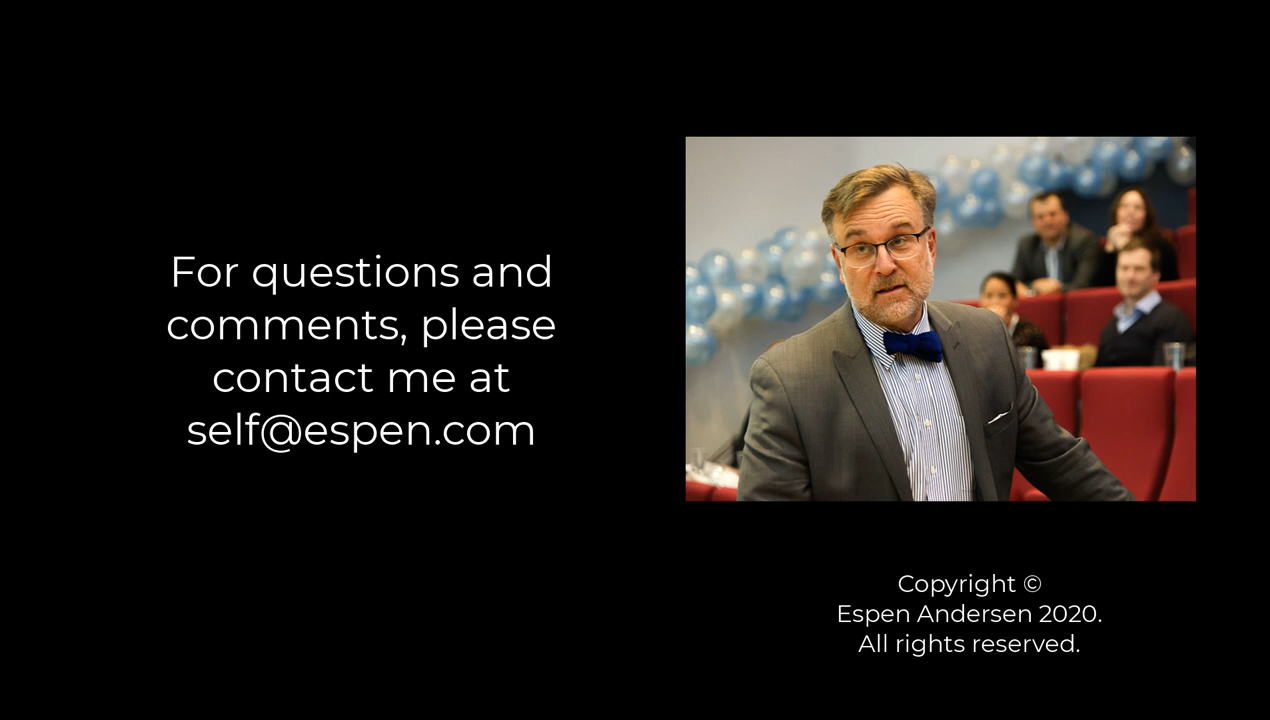 For questions and
comments, please
contact me at
self@espen.com
Copyright ©
Espen Andersen 2020.
All rights reserved.